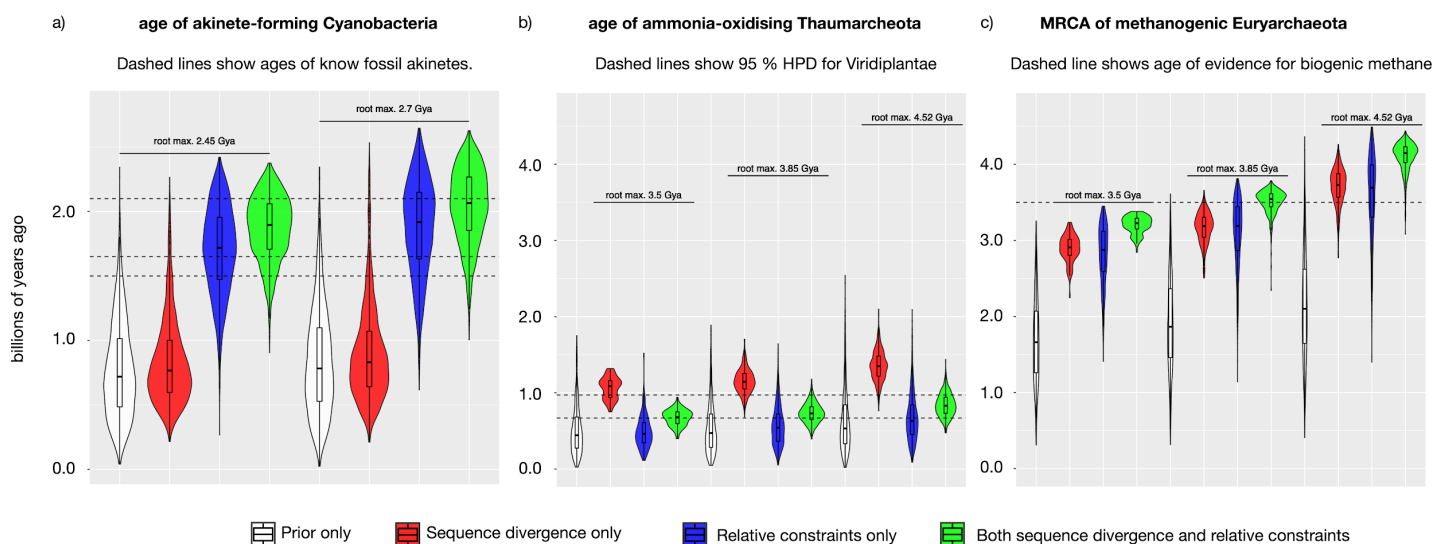 a)
age of akinete-forming Cyanobacteria
Dashed lines show ages of know fossil akinetes.
billions of years ago
2.0
1.0
0.0
root max. 2.45 Gya
root max. 2.7 Gya
b)
age of ammonia-oxidising Thaumarcheota
Dashed lines show 95 % HPD for Viridiplantae
4.0
3.0
2.0
1.0
0.0
root max. 3.5 Gya
root max. 3.85 Gya
root max. 4.52 Gya
c)
MRCA of methanogenic Euryarchaeota
Dashed line shows age of evidence for biogenic methane
4.0
3.0
2.0
1.0
0.0
root max. 3.5 Gya
root max. 3.85 Gya
root max. 4.52 Gya
Prior only
Sequence divergence only
Relative constraints only
Both sequence divergence and relative constraints